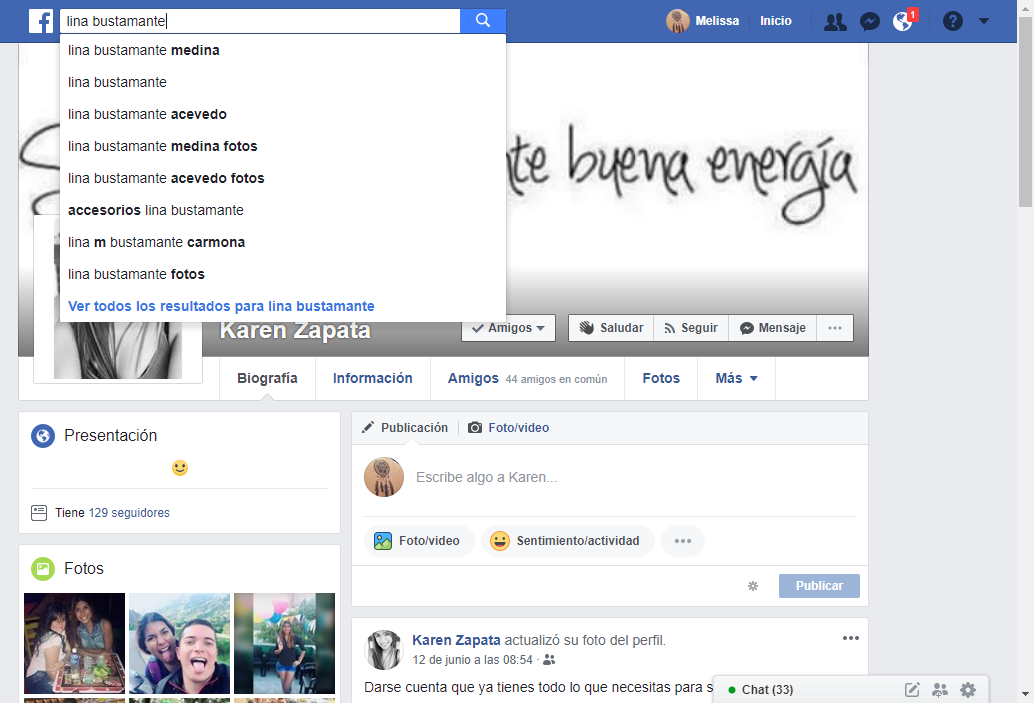 lina bustamante
Melissa
Inicio
1
lina bustamante medina
lina bustamante
lina bustamante acevedo
lina bustamante medina fotos
lina bustamante acevedo fotos
accesorios lina bustamante
lina m bustamante carmona
lina bustamante fotos
Ver todos los resultados para lina bustamante
buena energía
Karen Zapata
Amigos
Saludar
Seguir
Mensaje
Biografía
Información
Amigos 44 amigos en común
Fotos
Más
Presentación
Tiene 129 seguidores
Fotos
Publicación
Foto/video
Escribe algo a Karen...
Foto/video
Sentimiento/actividad
Publicar
Karen Zapata actualizó su foto del perfil.
12 de junio a las 08:54 ·
Darse cuenta que ya tienes todo lo que necesitas para s
Chat (33)